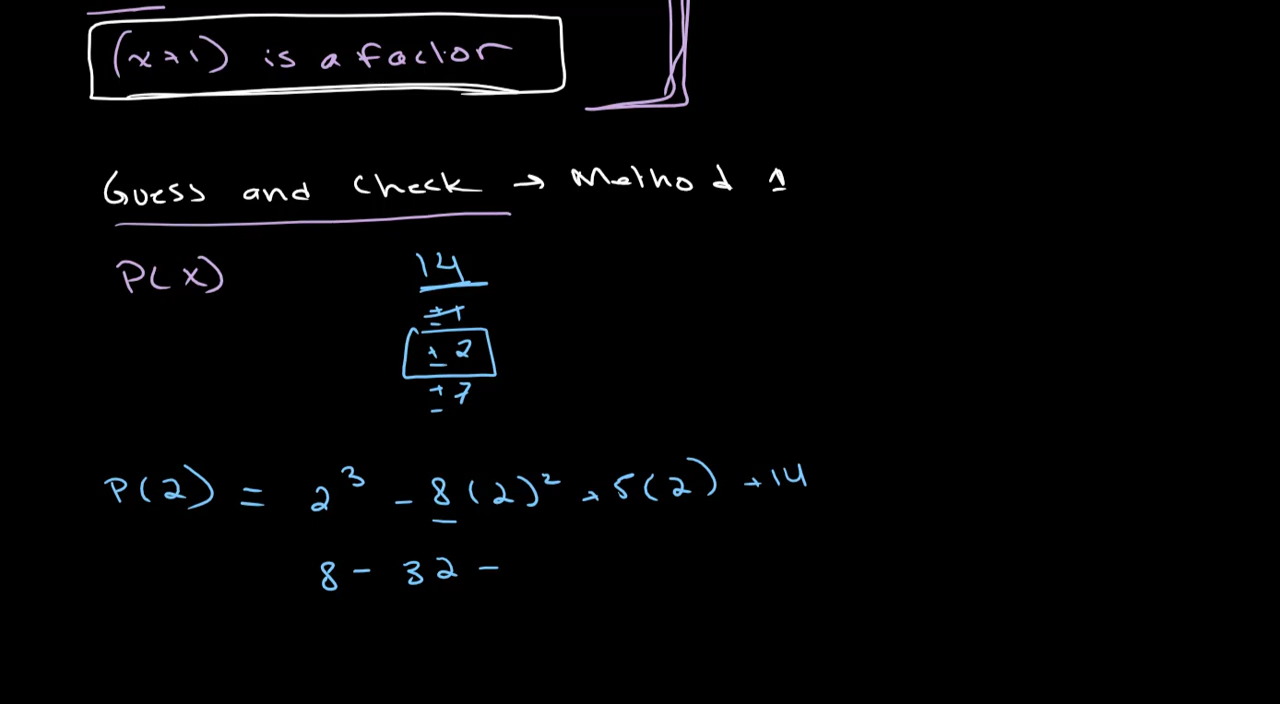 (x+1) is a factor
Guess and check → Method 1
P(x)
14
±1
±2
±7
P(2) = 2³ - 8(2)² + 5(2) + 14
8 - 32 -